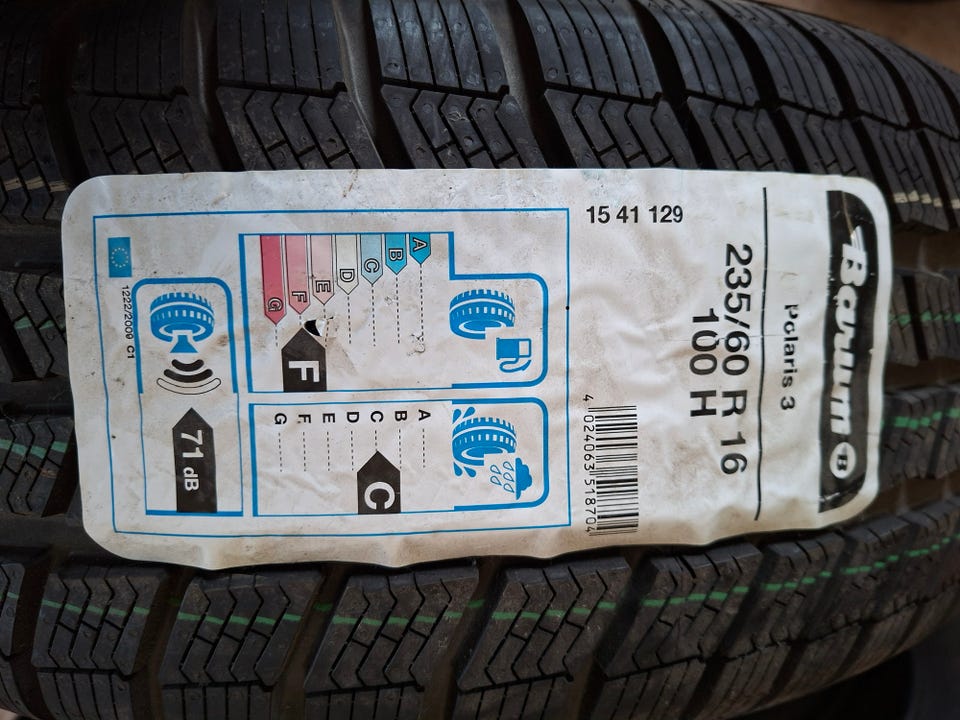 Barum B
Polaris 3
235/60 R 16
100 H
15 41 129
4 024063 518704
A
B
C
D
E
F
G
F
A
B
C
D
E
F
G
C
71 dB
1222/2009 C1